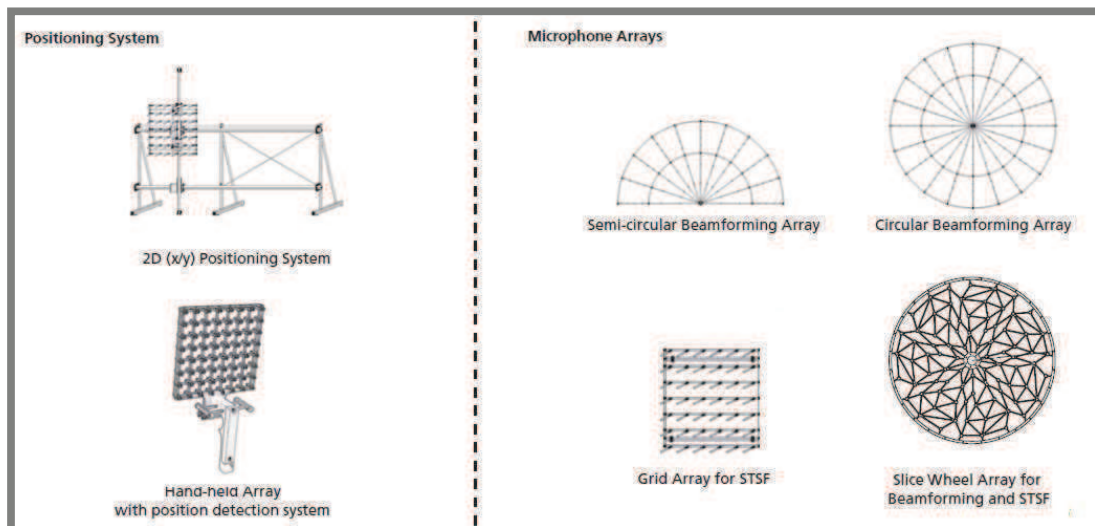 Positioning System
2D (x/y) Positioning System
Hand-held Array
with position detection system
Microphone Arrays
Semi-circular Beamforming Array
Circular Beamforming Array
Grid Array for STSF
Slice Wheel Array for
Beamforming and STSF